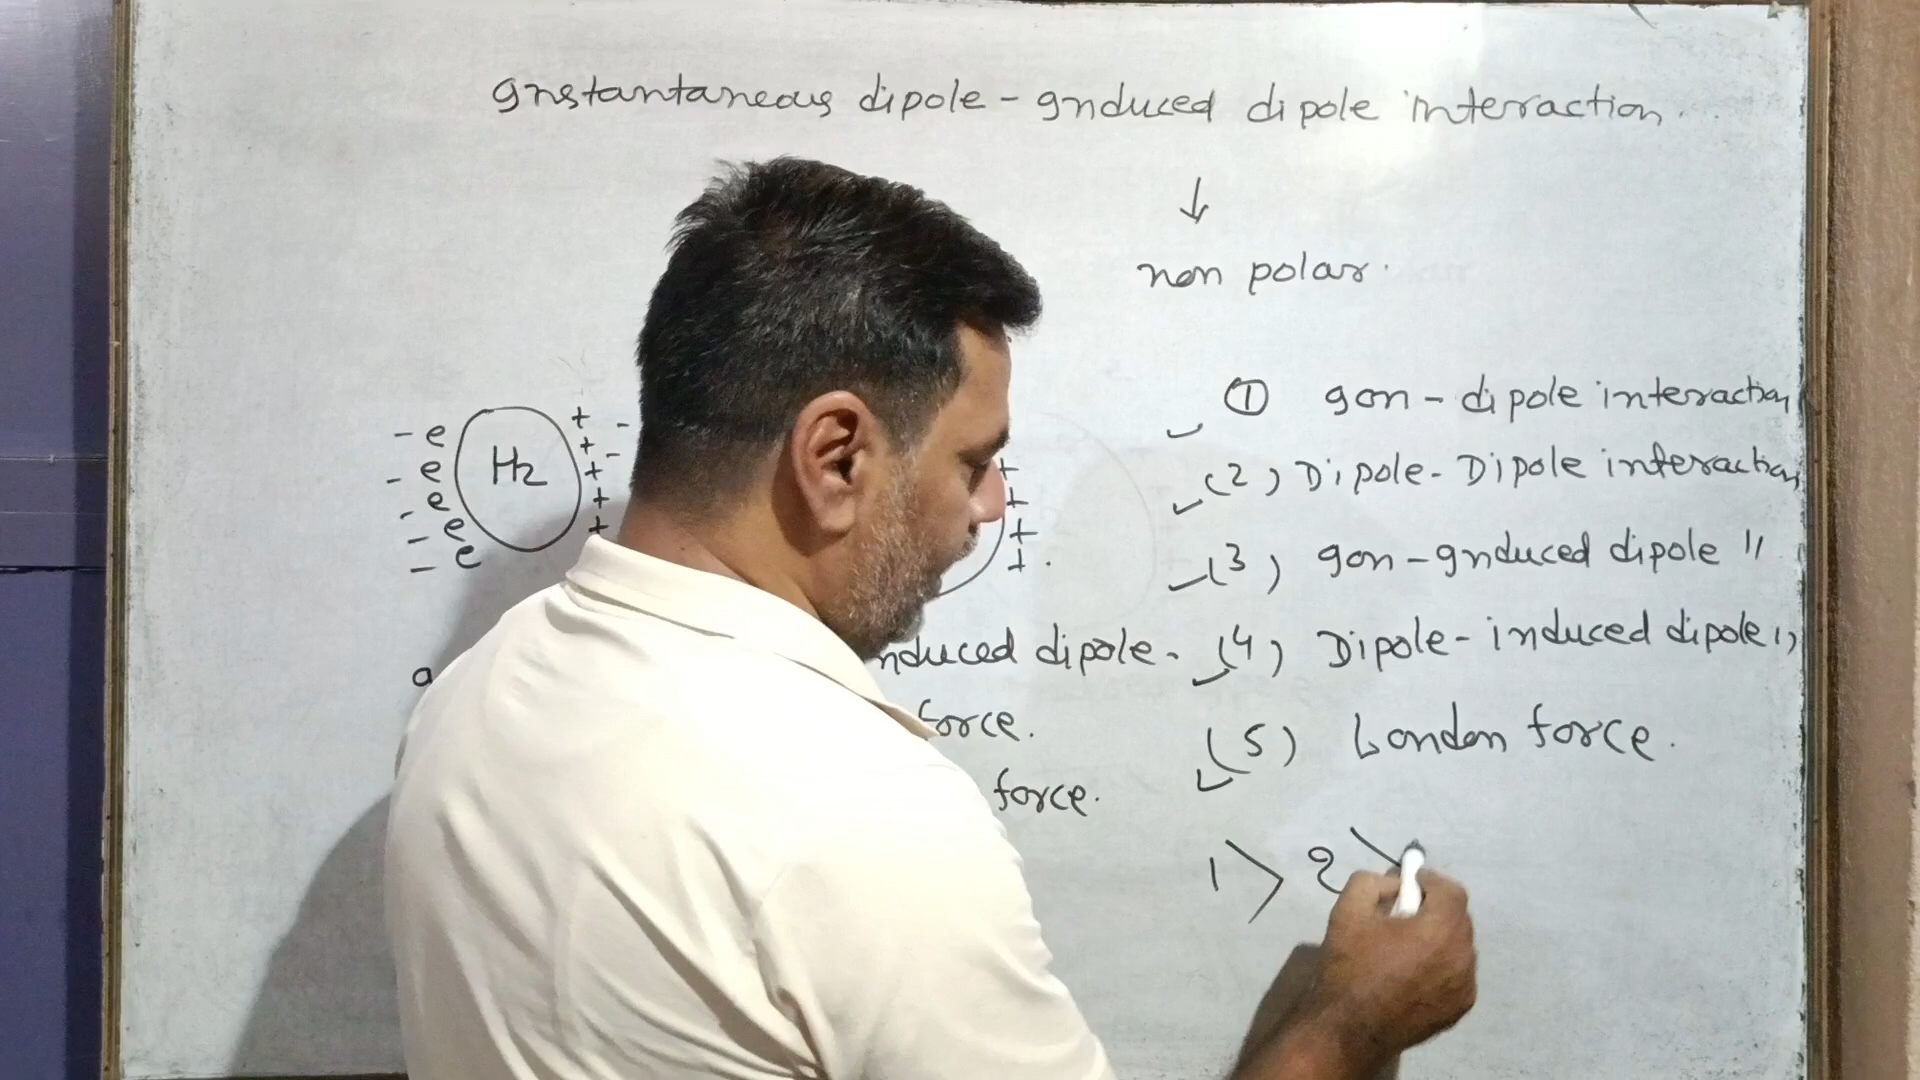 Instantaneous dipole - Induced dipole interaction.
↓
non polar.
- e + -
- e H2 + -
- e + +
- e + +
- e + +
+ .
① Ion - dipole interaction
(2) Dipole - Dipole interaction
(3) Ion - Induced dipole "
(4) Dipole - induced dipole "
(5) London force.
1 > 2 >
nduced dipole -
force.
force.